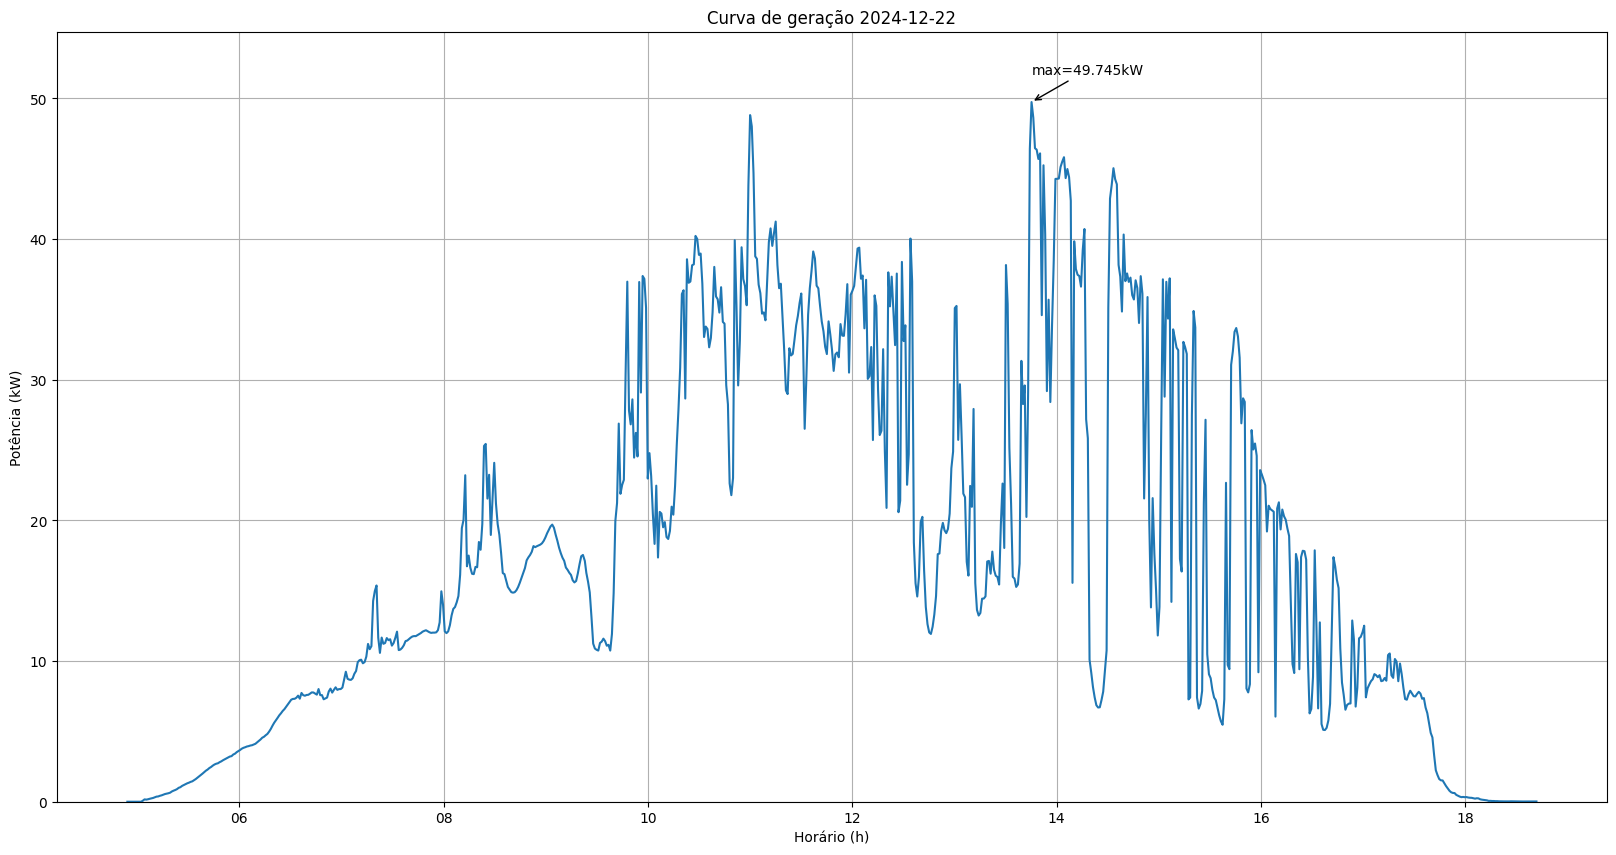 Curva de geração 2024-12-22
max=49.745kW
50
40
30
20
10
0
Potência (kW)
06 08 10 12 14 16 18
Horário (h)